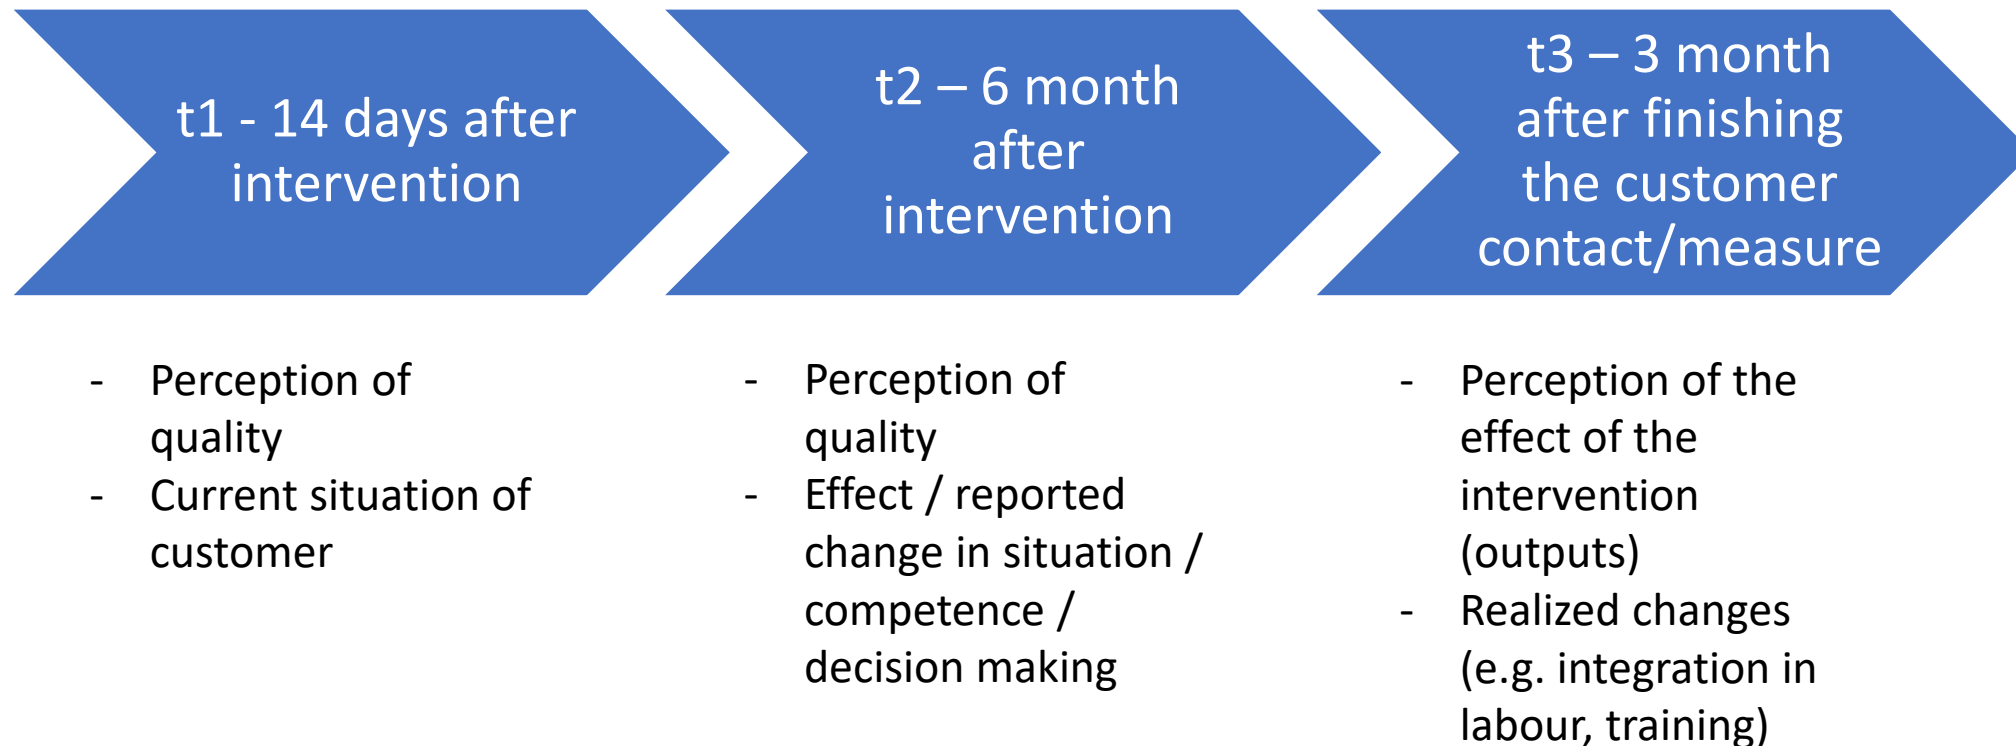 t1 - 14 days after
intervention
t2 – 6 month
after
intervention
t3 – 3 month
after finishing
the customer
contact/measure
- Perception of
quality
- Current situation of
customer
- Perception of
quality
- Effect / reported
change in situation /
competence /
decision making
- Perception of the
effect of the
intervention
(outputs)
- Realized changes
(e.g. integration in
labour, training)